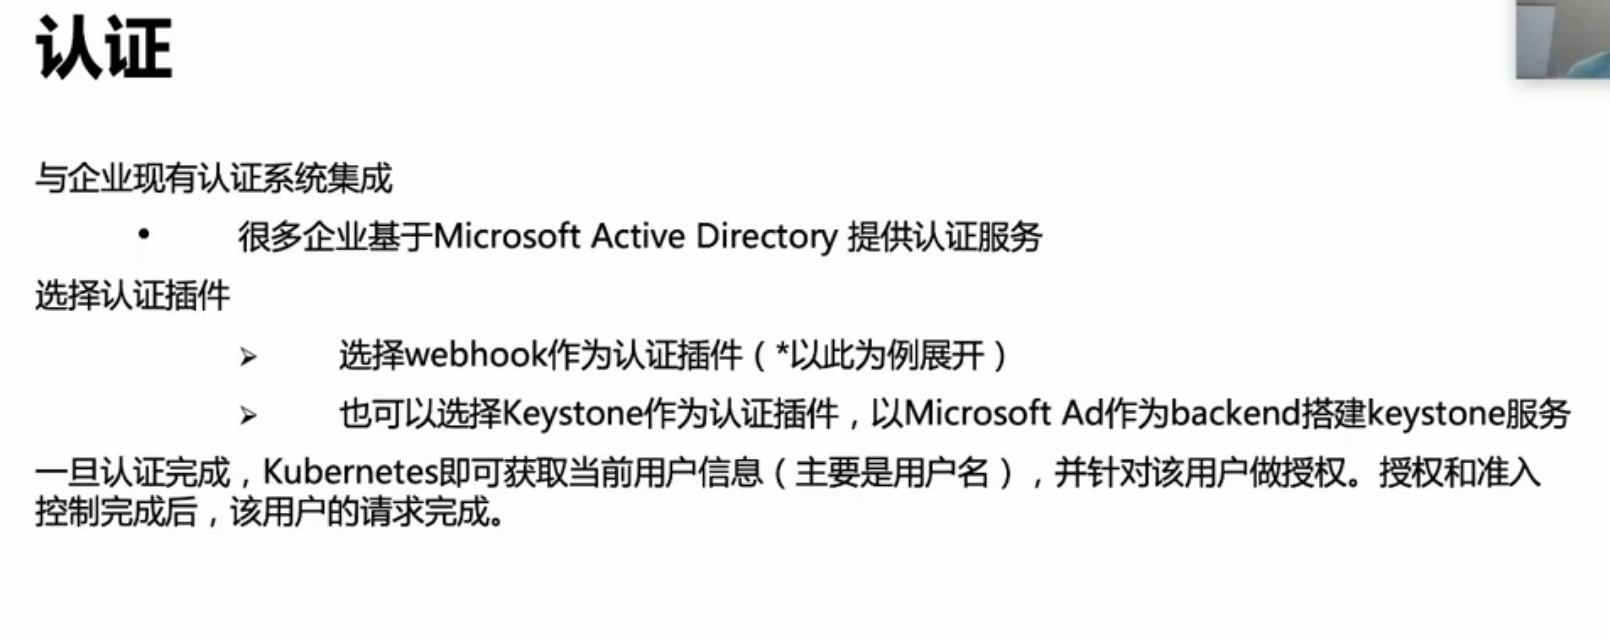 认证
与企业现有认证系统集成
• 很多企业基于Microsoft Active Directory 提供认证服务
选择认证插件
➢ 选择webhook作为认证插件（*以此为例展开）
➢ 也可以选择Keystone作为认证插件，以Microsoft Ad作为backend搭建keystone服务
一旦认证完成，Kubernetes即可获取当前用户信息（主要是用户名），并针对该用户做授权。授权和准入
控制完成后，该用户的请求完成。